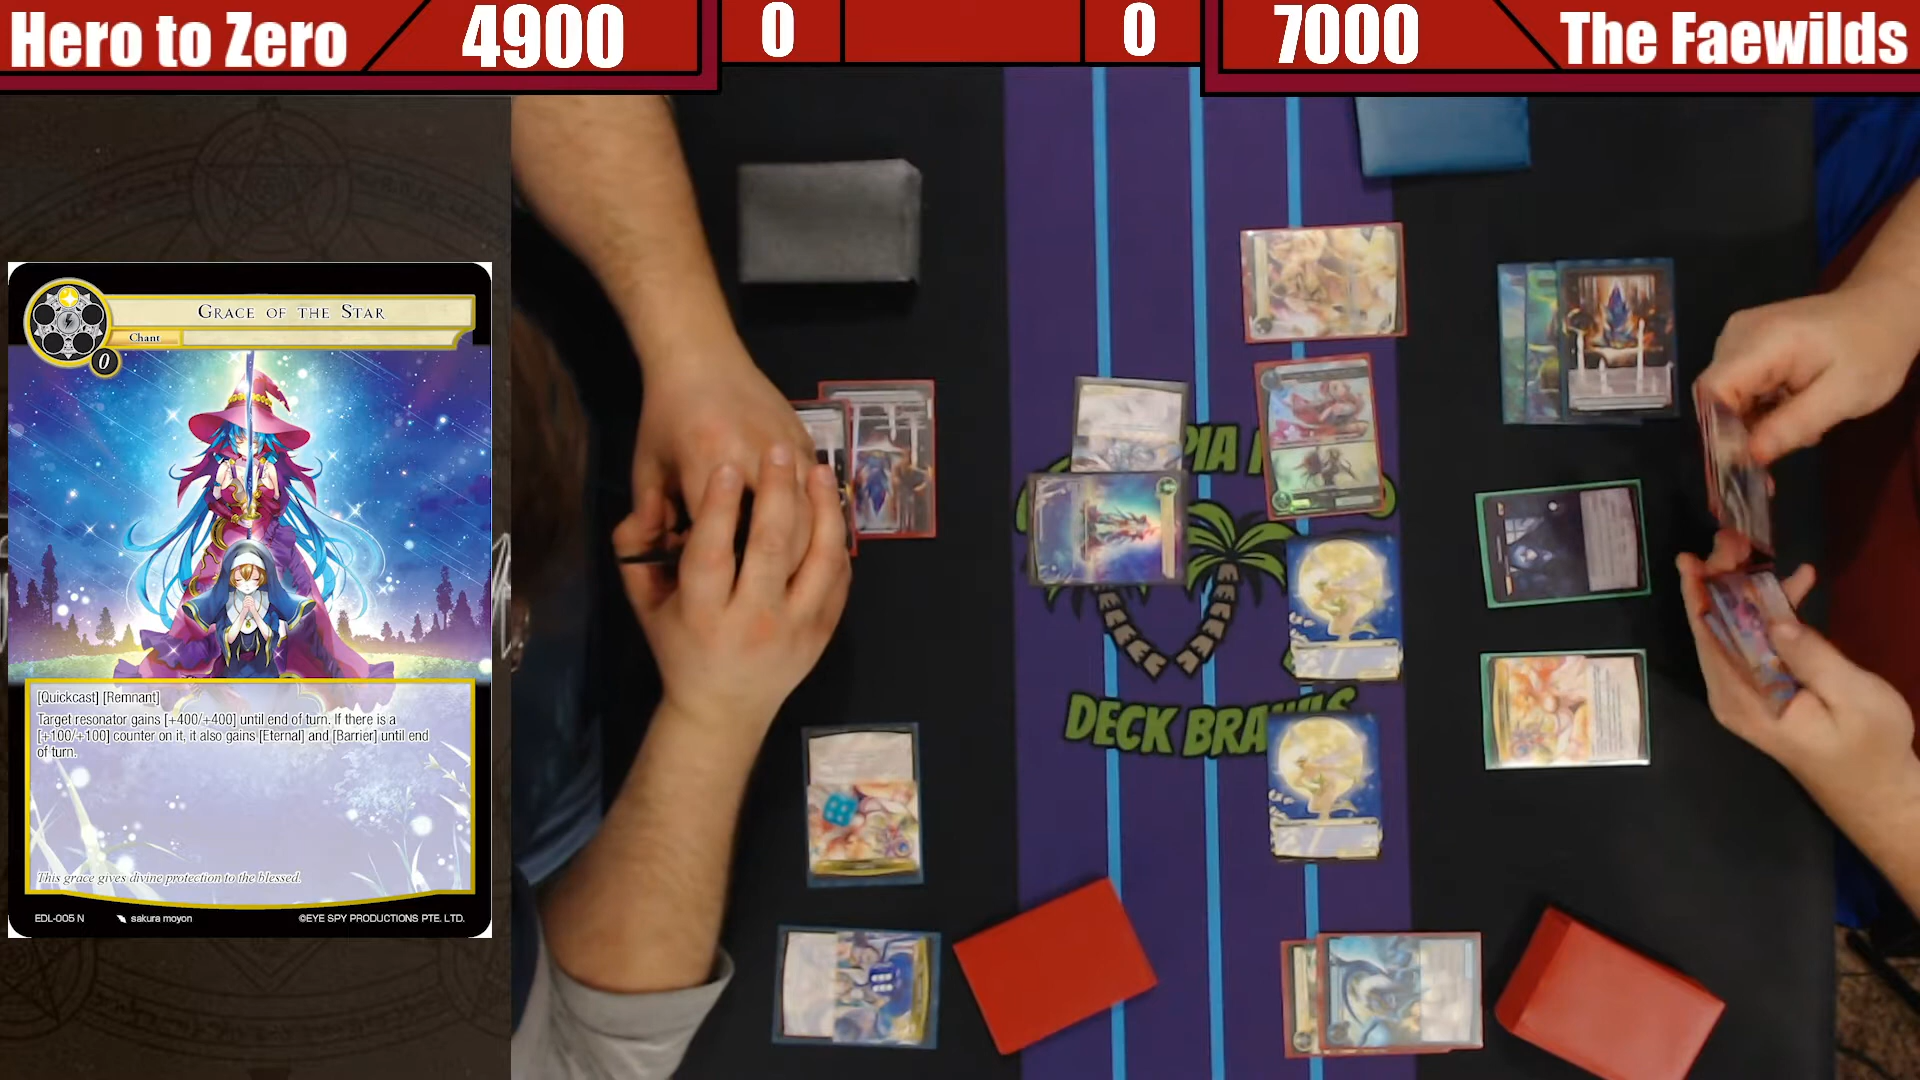 Hero to Zero
4900
0
0
7000
The Faewilds
GRACE OF THE STAR
Chant
0
[Quickcast] [Remnant]
Target resonator gains [+400/+400] until end of turn. If there is a
[+100/+100] counter on it, it also gains [Eternal] and [Barrier] until end
of turn.
This grace gives divine protection to the blessed.
EDL-005 N
sakura moyon
©EYE SPY PRODUCTIONS PTE. LTD.
PIA
DECK BRA